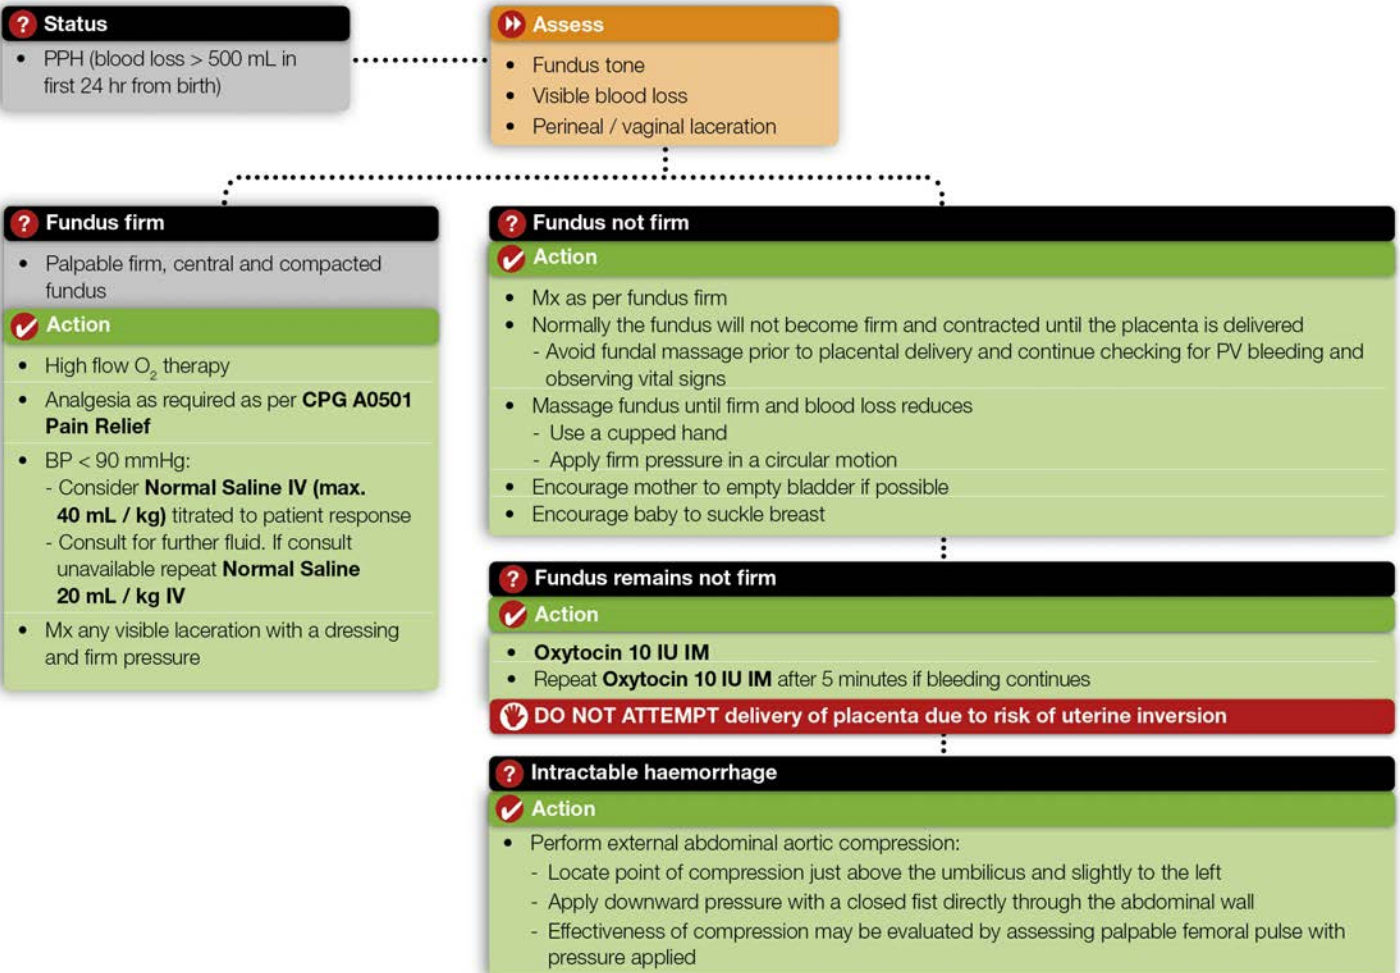 Status
• PPH (blood loss > 500 mL in
first 24 hr from birth)
Assess
• Fundus tone
• Visible blood loss
• Perineal / vaginal laceration
Fundus firm
• Palpable firm, central and compacted
fundus
Action
• High flow O₂ therapy
• Analgesia as required as per CPG A0501
Pain Relief
• BP < 90 mmHg:
- Consider Normal Saline IV (max.
40 mL / kg) titrated to patient response
- Consult for further fluid. If consult
unavailable repeat Normal Saline
20 mL / kg IV
• Mx any visible laceration with a dressing
and firm pressure
Fundus not firm
Action
• Mx as per fundus firm
• Normally the fundus will not become firm and contracted until the placenta is delivered
- Avoid fundal massage prior to placental delivery and continue checking for PV bleeding and
observing vital signs
• Massage fundus until firm and blood loss reduces
- Use a cupped hand
- Apply firm pressure in a circular motion
• Encourage mother to empty bladder if possible
• Encourage baby to suckle breast
Fundus remains not firm
Action
• Oxytocin 10 IU IM
• Repeat Oxytocin 10 IU IM after 5 minutes if bleeding continues
DO NOT ATTEMPT delivery of placenta due to risk of uterine inversion
Intractable haemorrhage
Action
• Perform external abdominal aortic compression:
- Locate point of compression just above the umbilicus and slightly to the left
- Apply downward pressure with a closed fist directly through the abdominal wall
- Effectiveness of compression may be evaluated by assessing palpable femoral pulse with
pressure applied